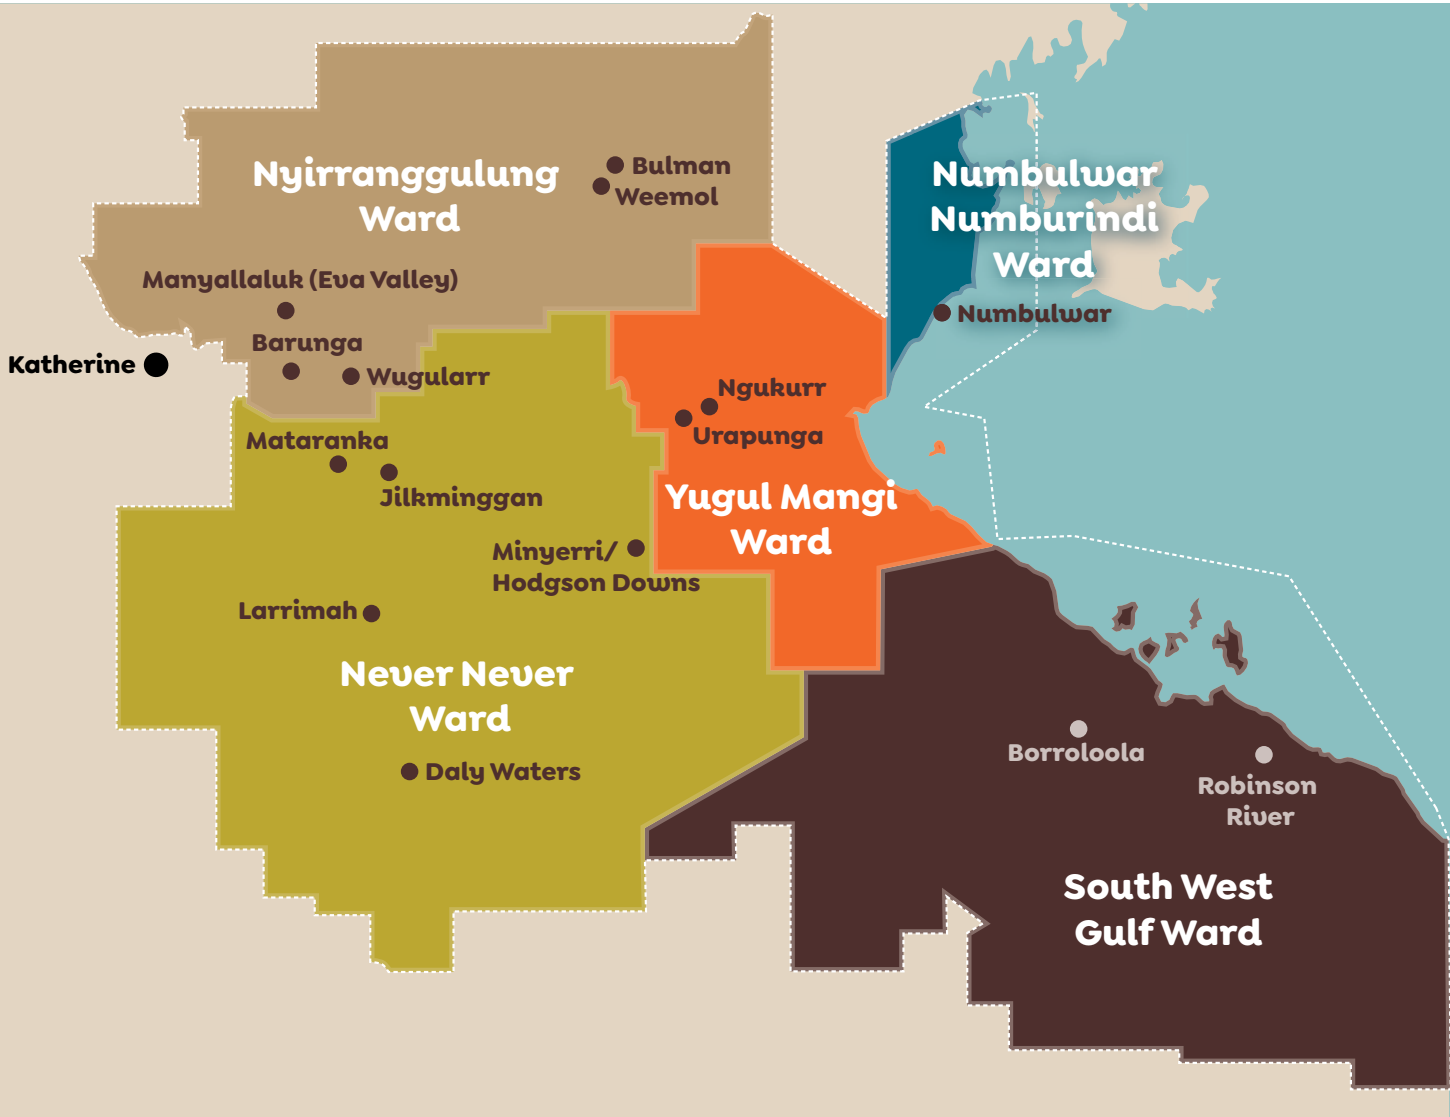 Nyirranggulung
Ward
Bulman
Weemol
Manyallaluk (Eva Valley)
Barunga
Katherine
Wugularr
Numbulwar
Numburindi
Ward
Numbulwar
Ngukurr
Urapunga
Yugul Mangi
Ward
Mataranka
Jilkminggan
Minyerri/
Hodgson Downs
Larrimah
Never Never
Ward
Daly Waters
Borroloola
Robinson
River
South West
Gulf Ward